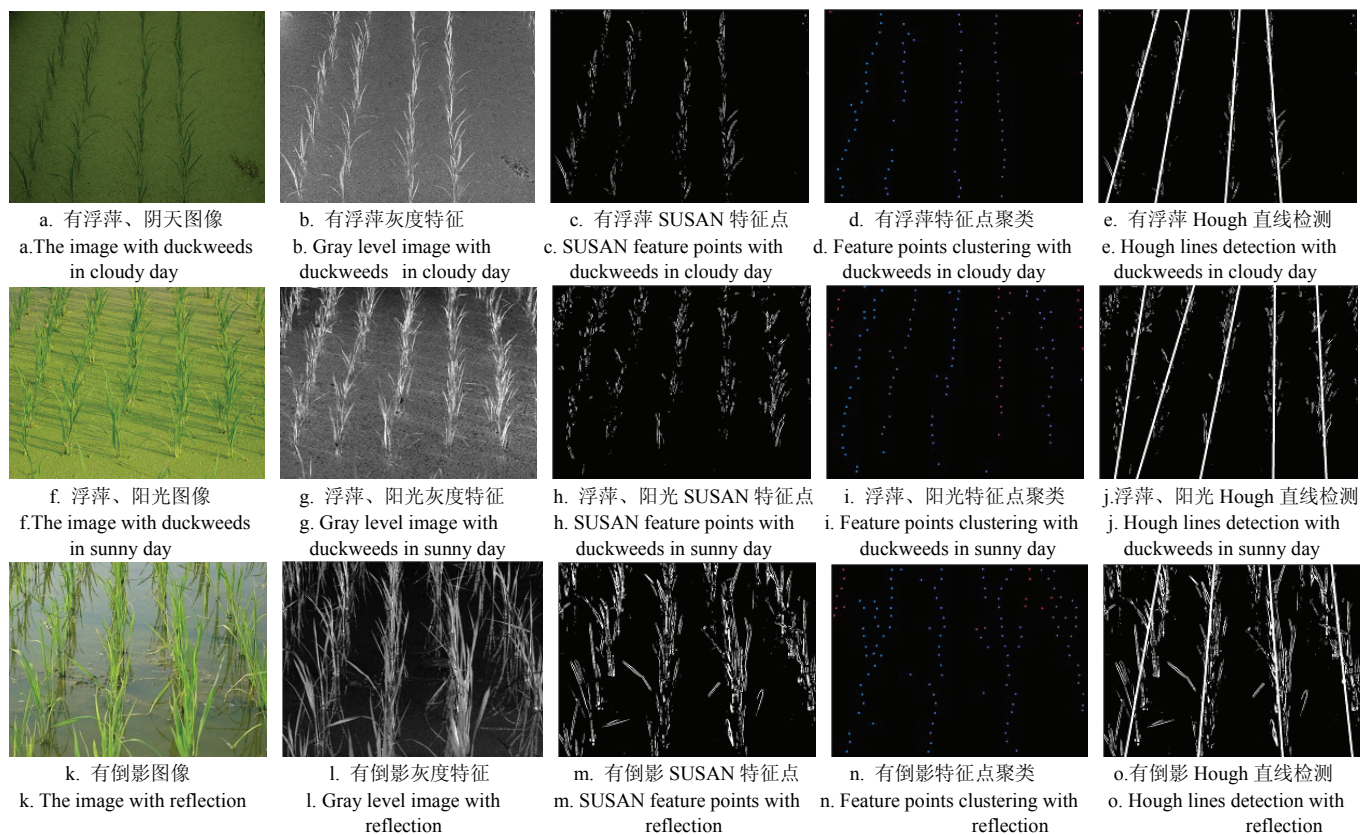 a. 有浮萍、阴天图像
a.The image with duckweeds
in cloudy day
b. 有浮萍灰度特征
b. Gray level image with
duckweeds in cloudy day
c. 有浮萍 SUSAN 特征点
c. SUSAN feature points with
duckweeds in cloudy day
d. 有浮萍特征点聚类
d. Feature points clustering with
duckweeds in cloudy day
e. 有浮萍 Hough 直线检测
e. Hough lines detection with
duckweeds in cloudy day
f. 浮萍、阳光图像
f.The image with duckweeds
in sunny day
g. 浮萍、阳光灰度特征
g. Gray level image with
duckweeds in sunny day
h. 浮萍、阳光 SUSAN 特征点
h. SUSAN feature points with
duckweeds in sunny day
i. 浮萍、阳光特征点聚类
i. Feature points clustering with
duckweeds in sunny day
j.浮萍、阳光 Hough 直线检测
j. Hough lines detection with
duckweeds in sunny day
k. 有倒影图像
k. The image with reflection
l. 有倒影灰度特征
l. Gray level image with
reflection
m. 有倒影 SUSAN 特征点
m. SUSAN feature points with
reflection
n. 有倒影特征点聚类
n. Feature points clustering with
reflection
o.有倒影 Hough 直线检测
o. Hough lines detection with
reflection